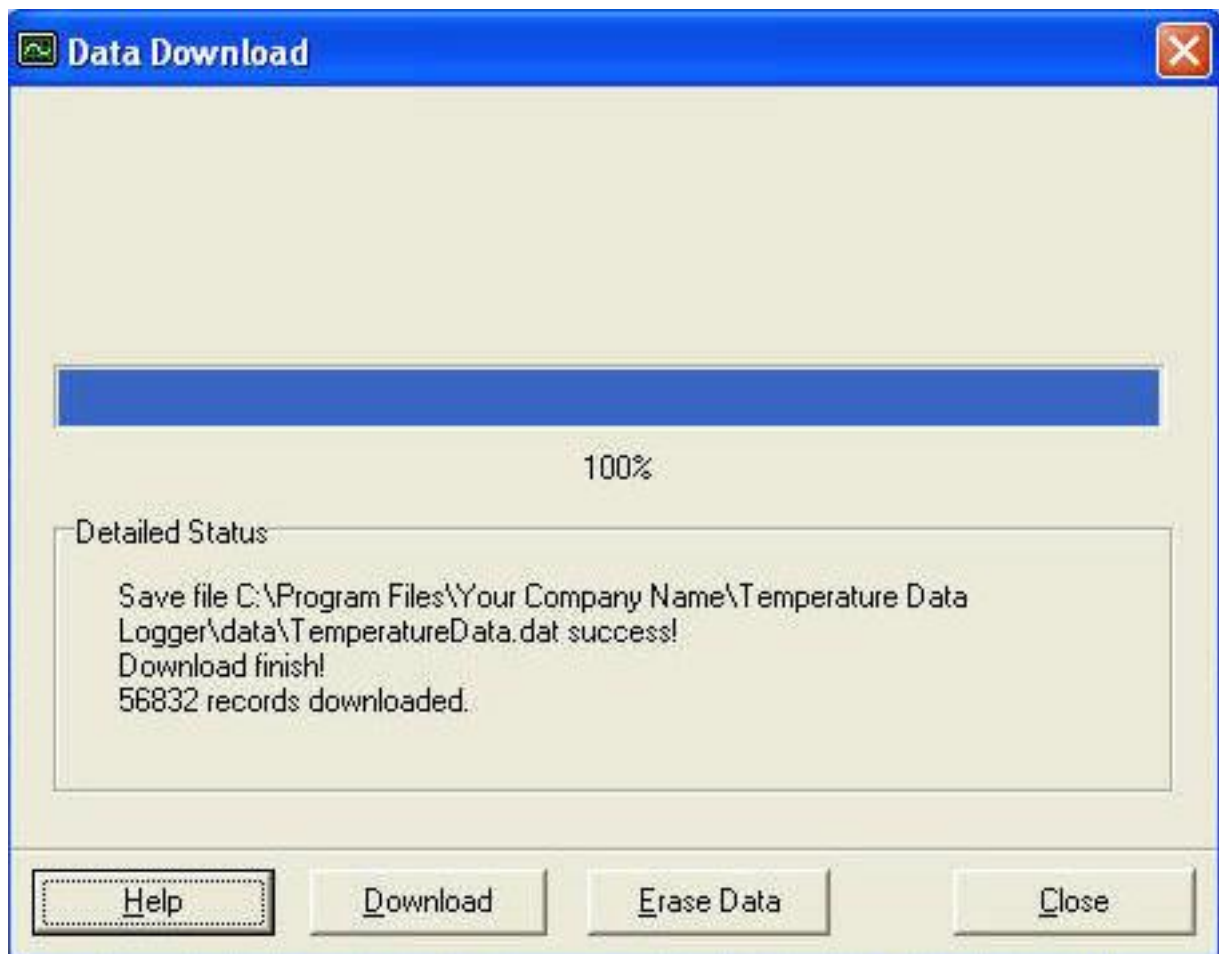 Data Download
100%
Detailed Status
Save file C:\Program Files\Your Company Name\Temperature Data
Logger\data\TemperatureData.dat success!
Download finish!
56832 records downloaded.
Help
Download
Erase Data
Close